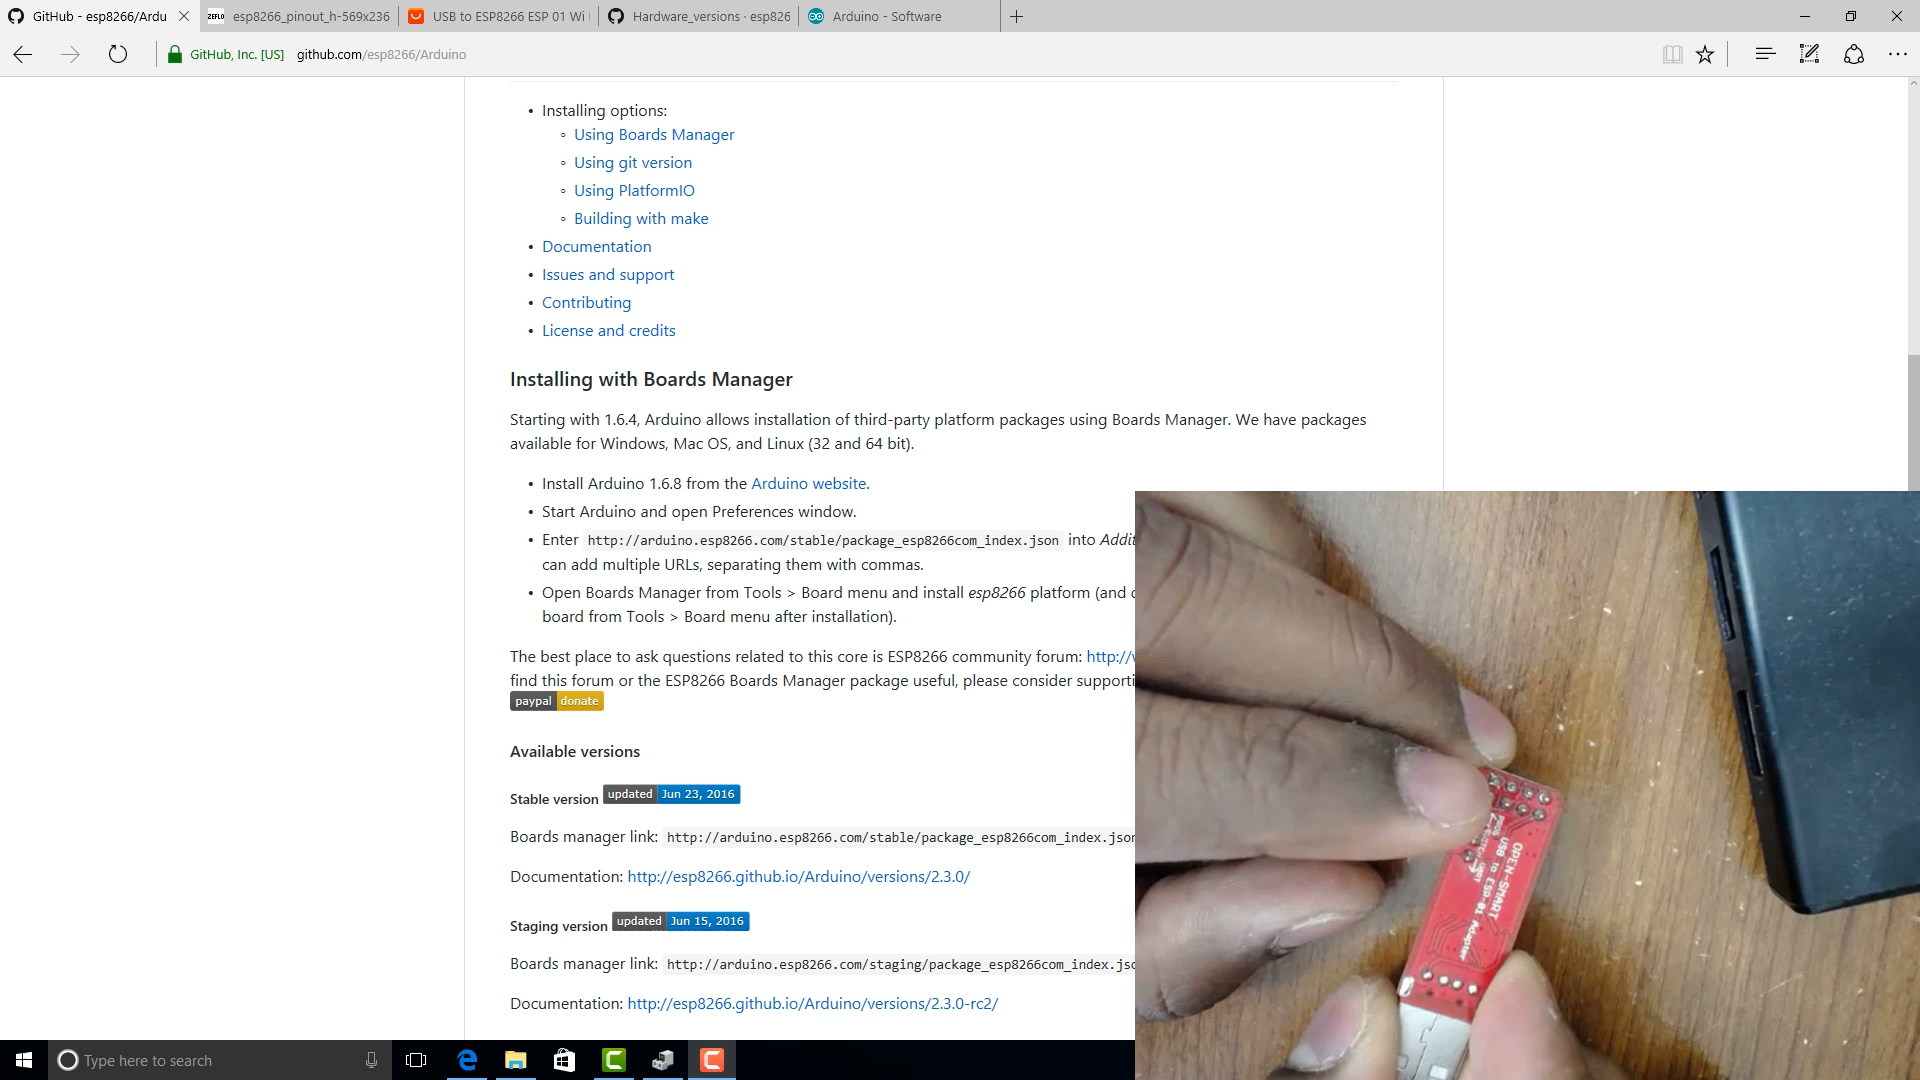 GitHub - esp8266/Ardu
ZEFLO esp8266_pinout_h-569x236
USB to ESP8266 ESP 01 Wi
Hardware_versions · esp826
Arduino - Software
GitHub, Inc. [US] github.com/esp8266/Arduino
• Installing options:
◦ Using Boards Manager
◦ Using git version
◦ Using PlatformIO
◦ Building with make
• Documentation
• Issues and support
• Contributing
• License and credits
Installing with Boards Manager
Starting with 1.6.4, Arduino allows installation of third-party platform packages using Boards Manager. We have packages
available for Windows, Mac OS, and Linux (32 and 64 bit).
• Install Arduino 1.6.8 from the Arduino website.
• Start Arduino and open Preferences window.
• Enter http://arduino.esp8266.com/stable/package_esp8266com_index.json into Addit
can add multiple URLs, separating them with commas.
• Open Boards Manager from Tools > Board menu and install esp8266 platform (and
board from Tools > Board menu after installation).
The best place to ask questions related to this core is ESP8266 community forum: http://
find this forum or the ESP8266 Boards Manager package useful, please consider supporti
paypal donate
Available versions
Stable version updated Jun 23, 2016
Boards manager link: http://arduino.esp8266.com/stable/package_esp8266com_index.json
Documentation: http://esp8266.github.io/Arduino/versions/2.3.0/
Staging version updated Jun 15, 2016
Boards manager link: http://arduino.esp8266.com/staging/package_esp8266com_index.jso
Documentation: http://esp8266.github.io/Arduino/versions/2.3.0-rc2/
OPEN-SMART
USB to ESP-01 Adapter
PROG
UART
Type here to search